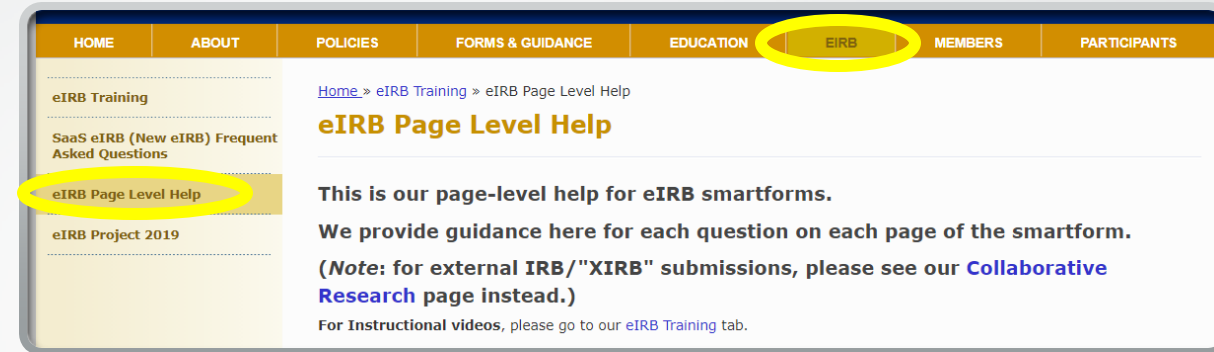 HOME ABOUT POLICIES FORMS & GUIDANCE EDUCATION EIRB MEMBERS PARTICIPANTS
eIRB Training
SaaS eIRB (New eIRB) Frequent
Asked Questions
eIRB Page Level Help
eIRB Project 2019
Home » eIRB Training » eIRB Page Level Help
eIRB Page Level Help
This is our page-level help for eIRB smartforms.
We provide guidance here for each question on each page of the smartform.
(Note: for external IRB/"XIRB" submissions, please see our Collaborative
Research page instead.)
For Instructional videos, please go to our eIRB Training tab.